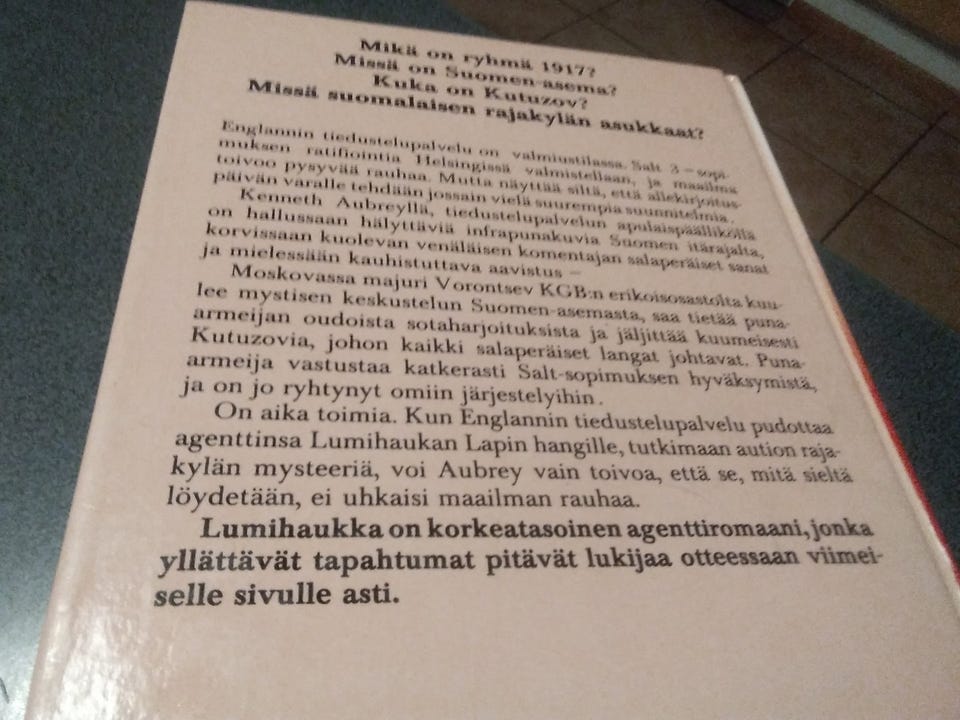 Mikä on ryhmä 1917?
Missä on Suomen-asema?
Kuka on Kutuzov?
Missä suomalaisen rajakylän asukkaat?
Englannin tiedustelupalvelu on valmiustilassa. Salt 3 – sopi-
muksen ratifiointia Helsingissä valmistellaan, ja maailma
toivoo pysyvää rauhaa. Mutta näyttää siltä, että allekirjoitus-
päivän varalle tehdään jossain vielä suurempia suunnitelmia.
Kenneth Aubreyllä, tiedustelupalvelun apulaispäälliköllä
on hallussaan hälyttäviä infrapunakuvia Suomen itärajalta,
korvissaan kuolevan venäläisen komentajan salaperäiset sanat
ja mielessään kauhistuttava aavistus –
Moskovassa majuri Vorontsev KGB:n erikoisosastolta kuu-
lee mystisen keskustelun Suomen-asemasta, saa tietää puna-
armeijan oudoista sotaharjoituksista ja jäljittää kuumeisesti
Kutuzovia, johon kaikki salaperäiset langat johtavat. Puna-
armeija vastustaa katkerasti Salt-sopimuksen hyväksymistä,
ja on jo ryhtynyt omiin järjestelyihin.
On aika toimia. Kun Englannin tiedustelupalvelu pudottaa
agenttinsa Lumihaukan Lapin hangille, tutkimaan aution raja-
kylän mysteeriä, voi Aubrey vain toivoa, että se, mitä sieltä
löydetään, ei uhkaisi maailman rauhaa.
Lumihaukka on korkeatasoinen agenttiromaani, jonka
yllättävät tapahtumat pitävät lukijaa otteessaan viimei-
selle sivulle asti.